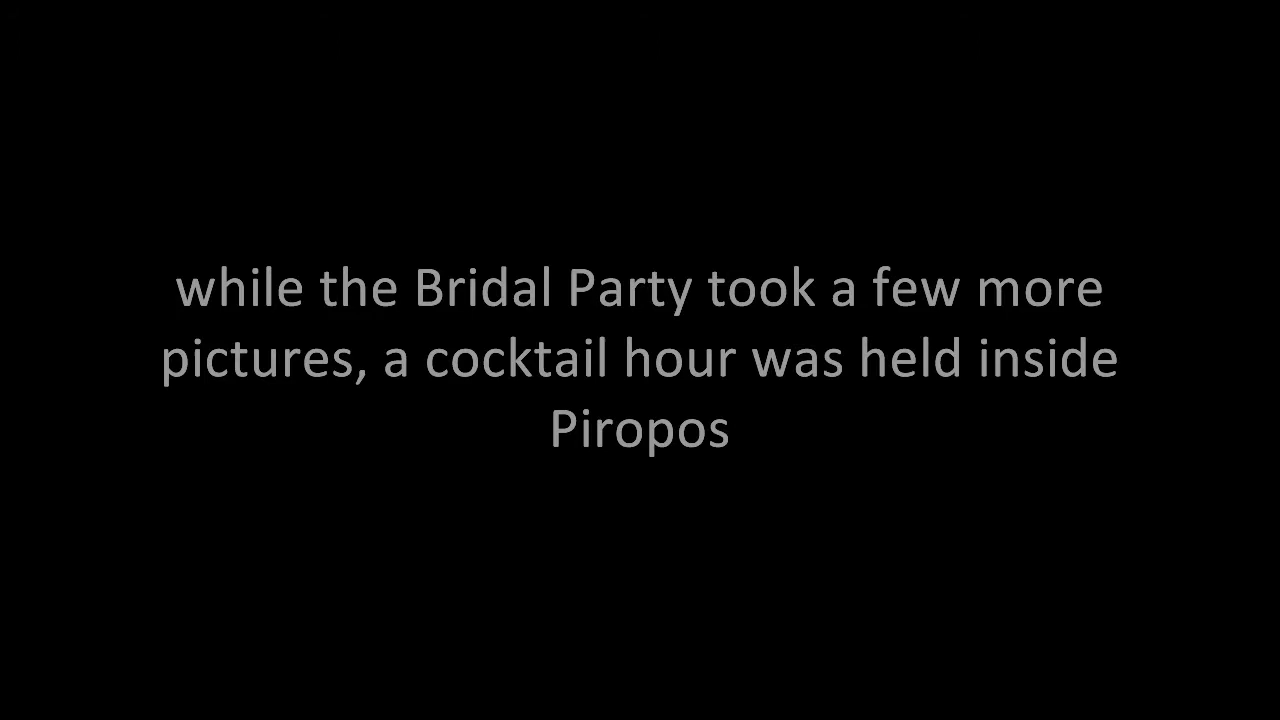 while the Bridal Party took a few more
pictures, a cocktail hour was held inside
Piropos